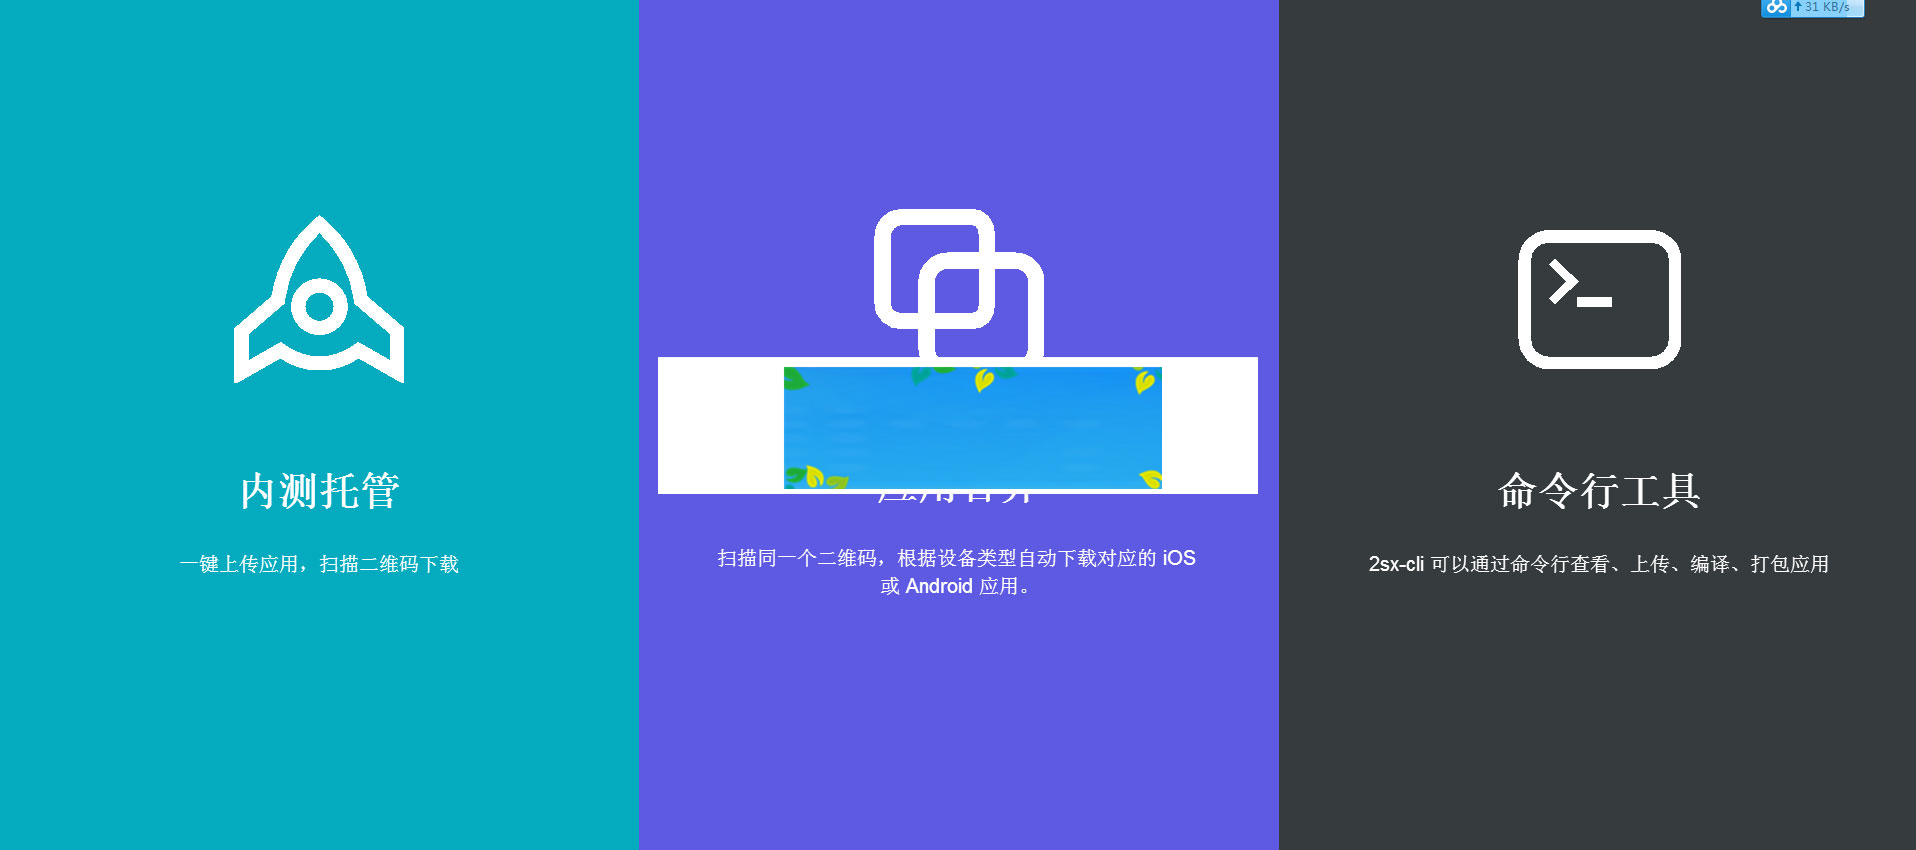 31 KB/s
内测托管
一键上传应用，扫描二维码下载
扫描同一个二维码，根据设备类型自动下载对应的 iOS
或 Android 应用。
命令行工具
2sx-cli 可以通过命令行查看、上传、编译、打包应用